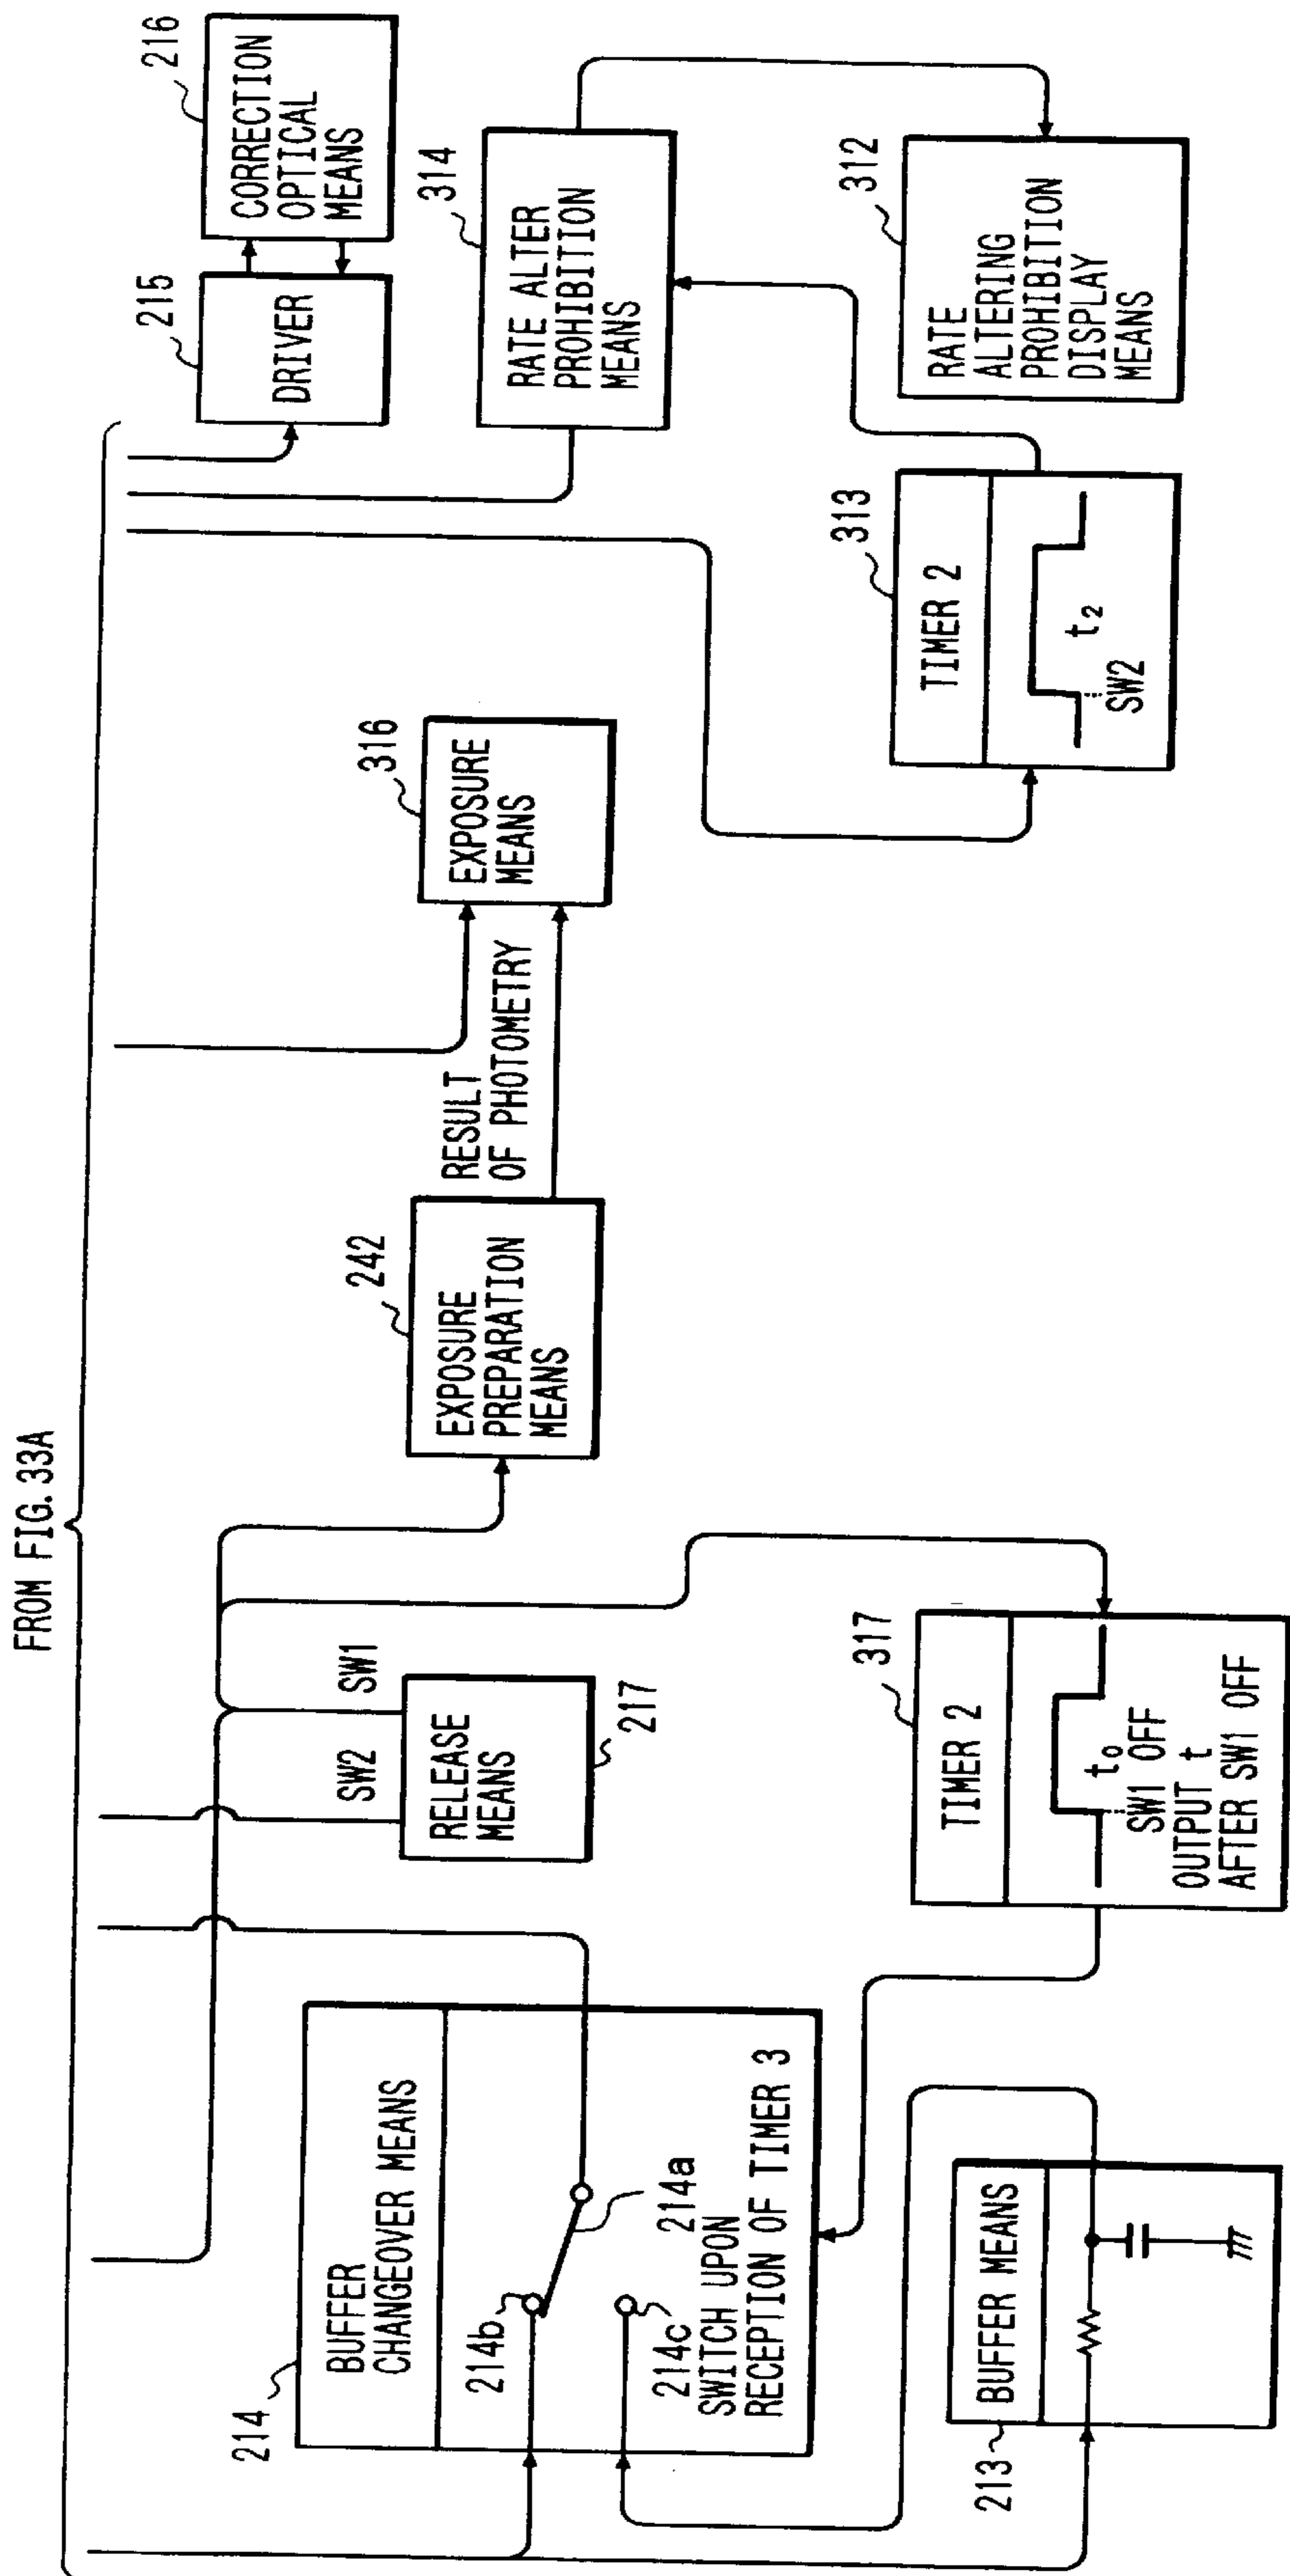 FROM FIG. 33A
214
BUFFER
CHANGEOVER MEANS
214b
214a
214c
SWITCH UPON
RECEPTION OF TIMER 3
213
BUFFER MEANS
SW2
SW1
RELEASE
MEANS
217
317
TIMER 2
t0
SW1 OFF
OUTPUT t
AFTER SW1 OFF
242
EXPOSURE
PREPARATION
MEANS
RESULT
OF PHOTOMETRY
316
EXPOSURE
MEANS
313
TIMER 2
t2
SW2
215
DRIVER
216
CORRECTION
OPTICAL
MEANS
314
RATE ALTER
PROHIBITION
MEANS
312
RATE
ALTERING
PROHIBITION
DISPLAY
MEANS